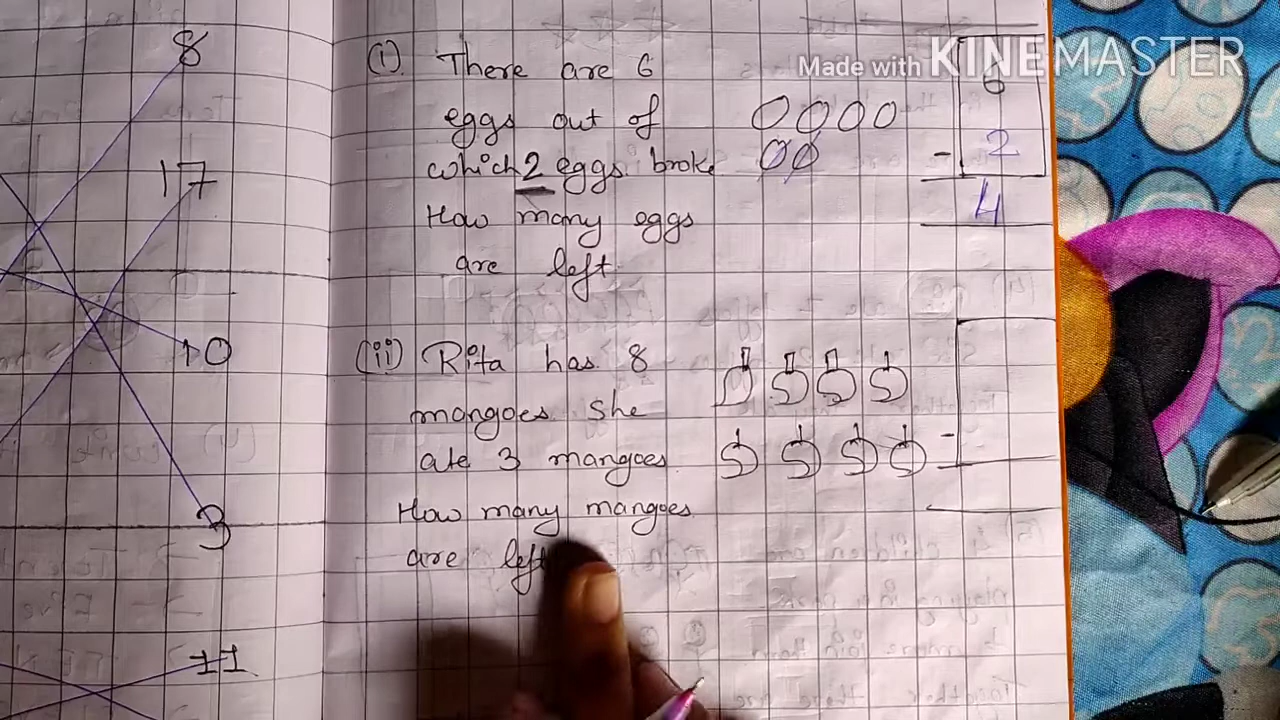 Made with KINEMASTER
8
17
10
3
11
(i) There are 6
eggs out of
which 2 eggs broke
How many eggs
are left
6
- 2
4
(ii) Rita has 8
mangoes she
ate 3 mangoes
How many mangoes
are left
-